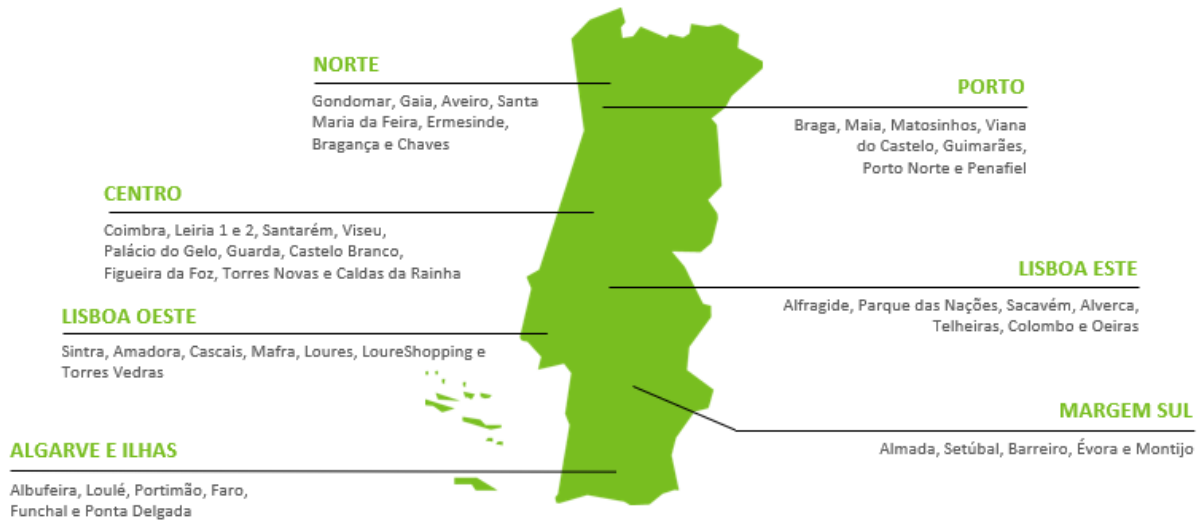 NORTE
Gondomar, Gaia, Aveiro, Santa
Maria da Feira, Ermesinde,
Bragança e Chaves
PORTO
Braga, Maia, Matosinhos, Viana
do Castelo, Guimarães,
Porto Norte e Penafiel
CENTRO
Coimbra, Leiria 1 e 2, Santarém, Viseu,
Palácio do Gelo, Guarda, Castelo Branco,
Figueira da Foz, Torres Novas e Caldas da Rainha
LISBOA ESTE
Alfragide, Parque das Nações, Sacavém, Alverca,
Telheiras, Colombo e Oeiras
LISBOA OESTE
Sintra, Amadora, Cascais, Mafra, Loures, LoureShopping e
Torres Vedras
MARGEM SUL
Almada, Setúbal, Barreiro, Évora e Montijo
ALGARVE E ILHAS
Albufeira, Loulé, Portimão, Faro,
Funchal e Ponta Delgada